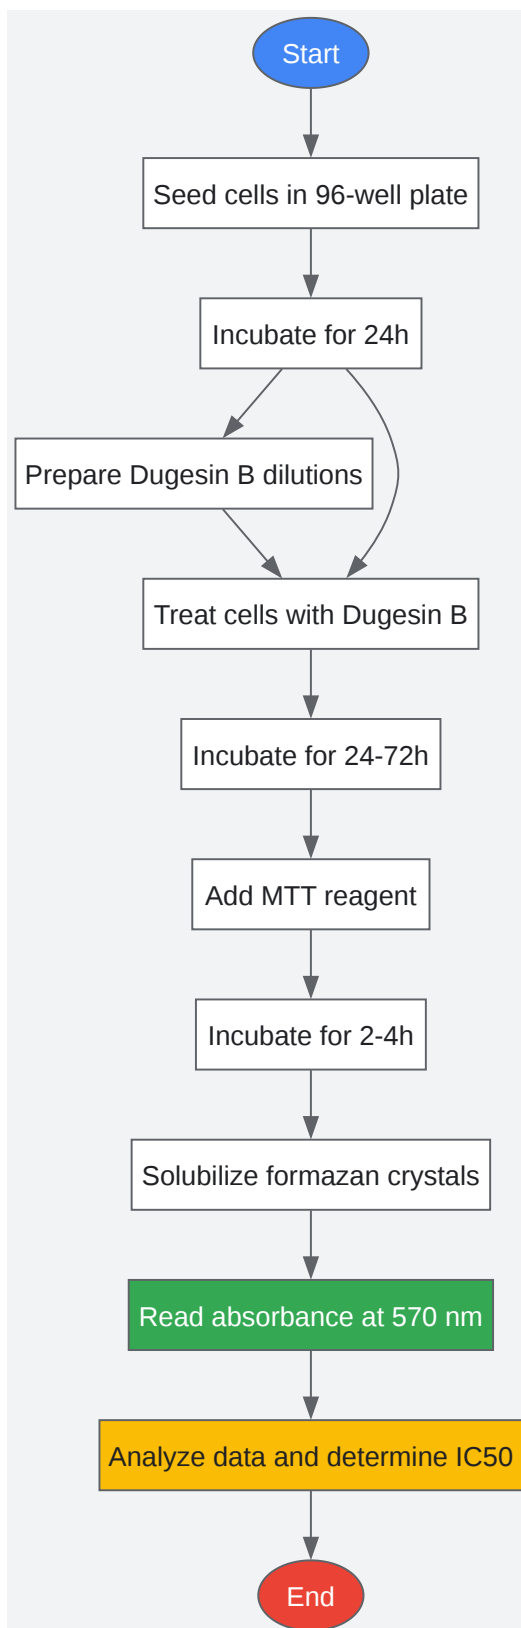 Start
Seed cells in 96-well plate
Incubate for 24h
Prepare Dugesin B dilutions
Treat cells with Dugesin B
Incubate for 24-72h
Add MTT reagent
Incubate for 2-4h
Solubilize formazan crystals
Read absorbance at 570 nm
Analyze data and determine IC50
End